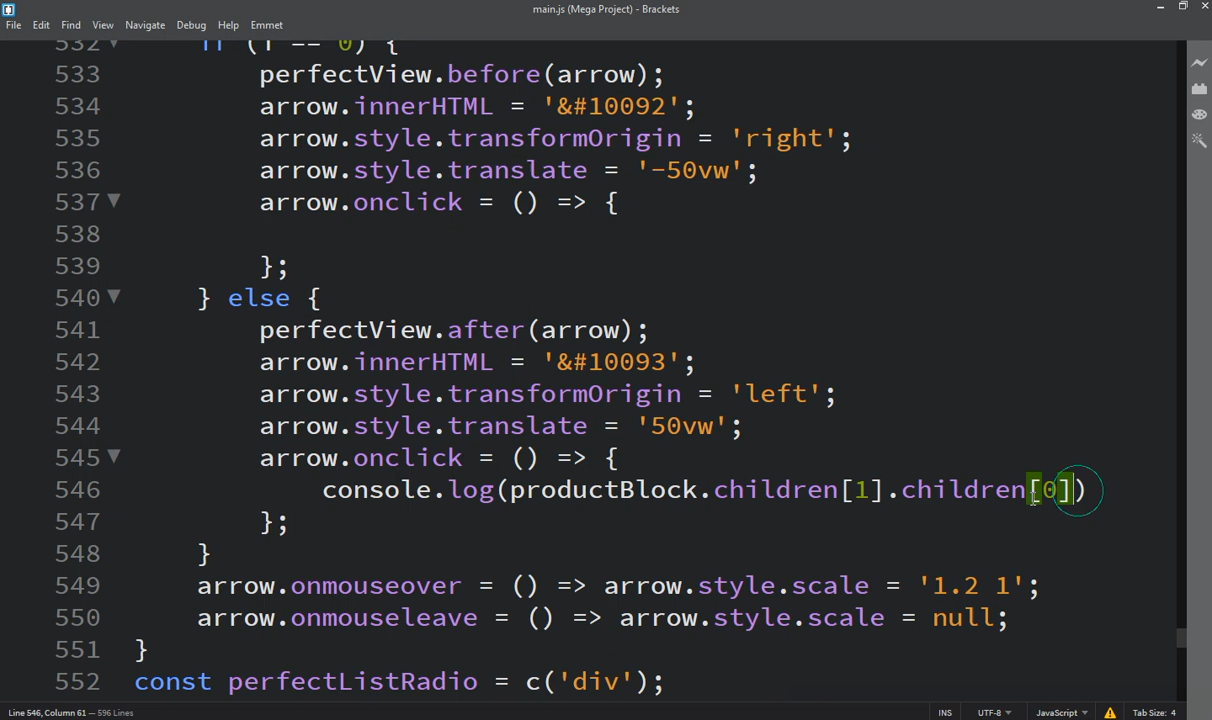 main.js (Mega Project) - Brackets
File Edit Find View Navigate Debug Help Emmet
532 if (i == 0) {
533 perfectView.before(arrow);
534 arrow.innerHTML = '&#10092';
535 arrow.style.transformOrigin = 'right';
536 arrow.style.translate = '-50vw';
537 arrow.onclick = () => {
538
539 };
540 } else {
541 perfectView.after(arrow);
542 arrow.innerHTML = '&#10093';
543 arrow.style.transformOrigin = 'left';
544 arrow.style.translate = '50vw';
545 arrow.onclick = () => {
546 console.log(productBlock.children[1].children[0])
547 };
548 }
549 arrow.onmouseover = () => arrow.style.scale = '1.2 1';
550 arrow.onmouseleave = () => arrow.style.scale = null;
551 }
552 const perfectListRadio = c('div');
Line 546, Column 61 — 596 Lines INS UTF-8 JavaScript Tab Size: 4